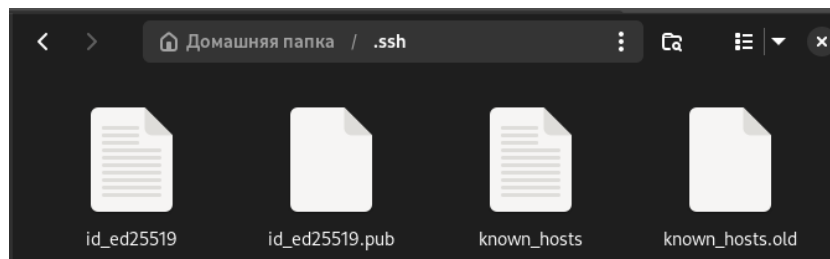 Домашняя папка / .ssh
id_ed25519 id_ed25519.pub known_hosts known_hosts.old